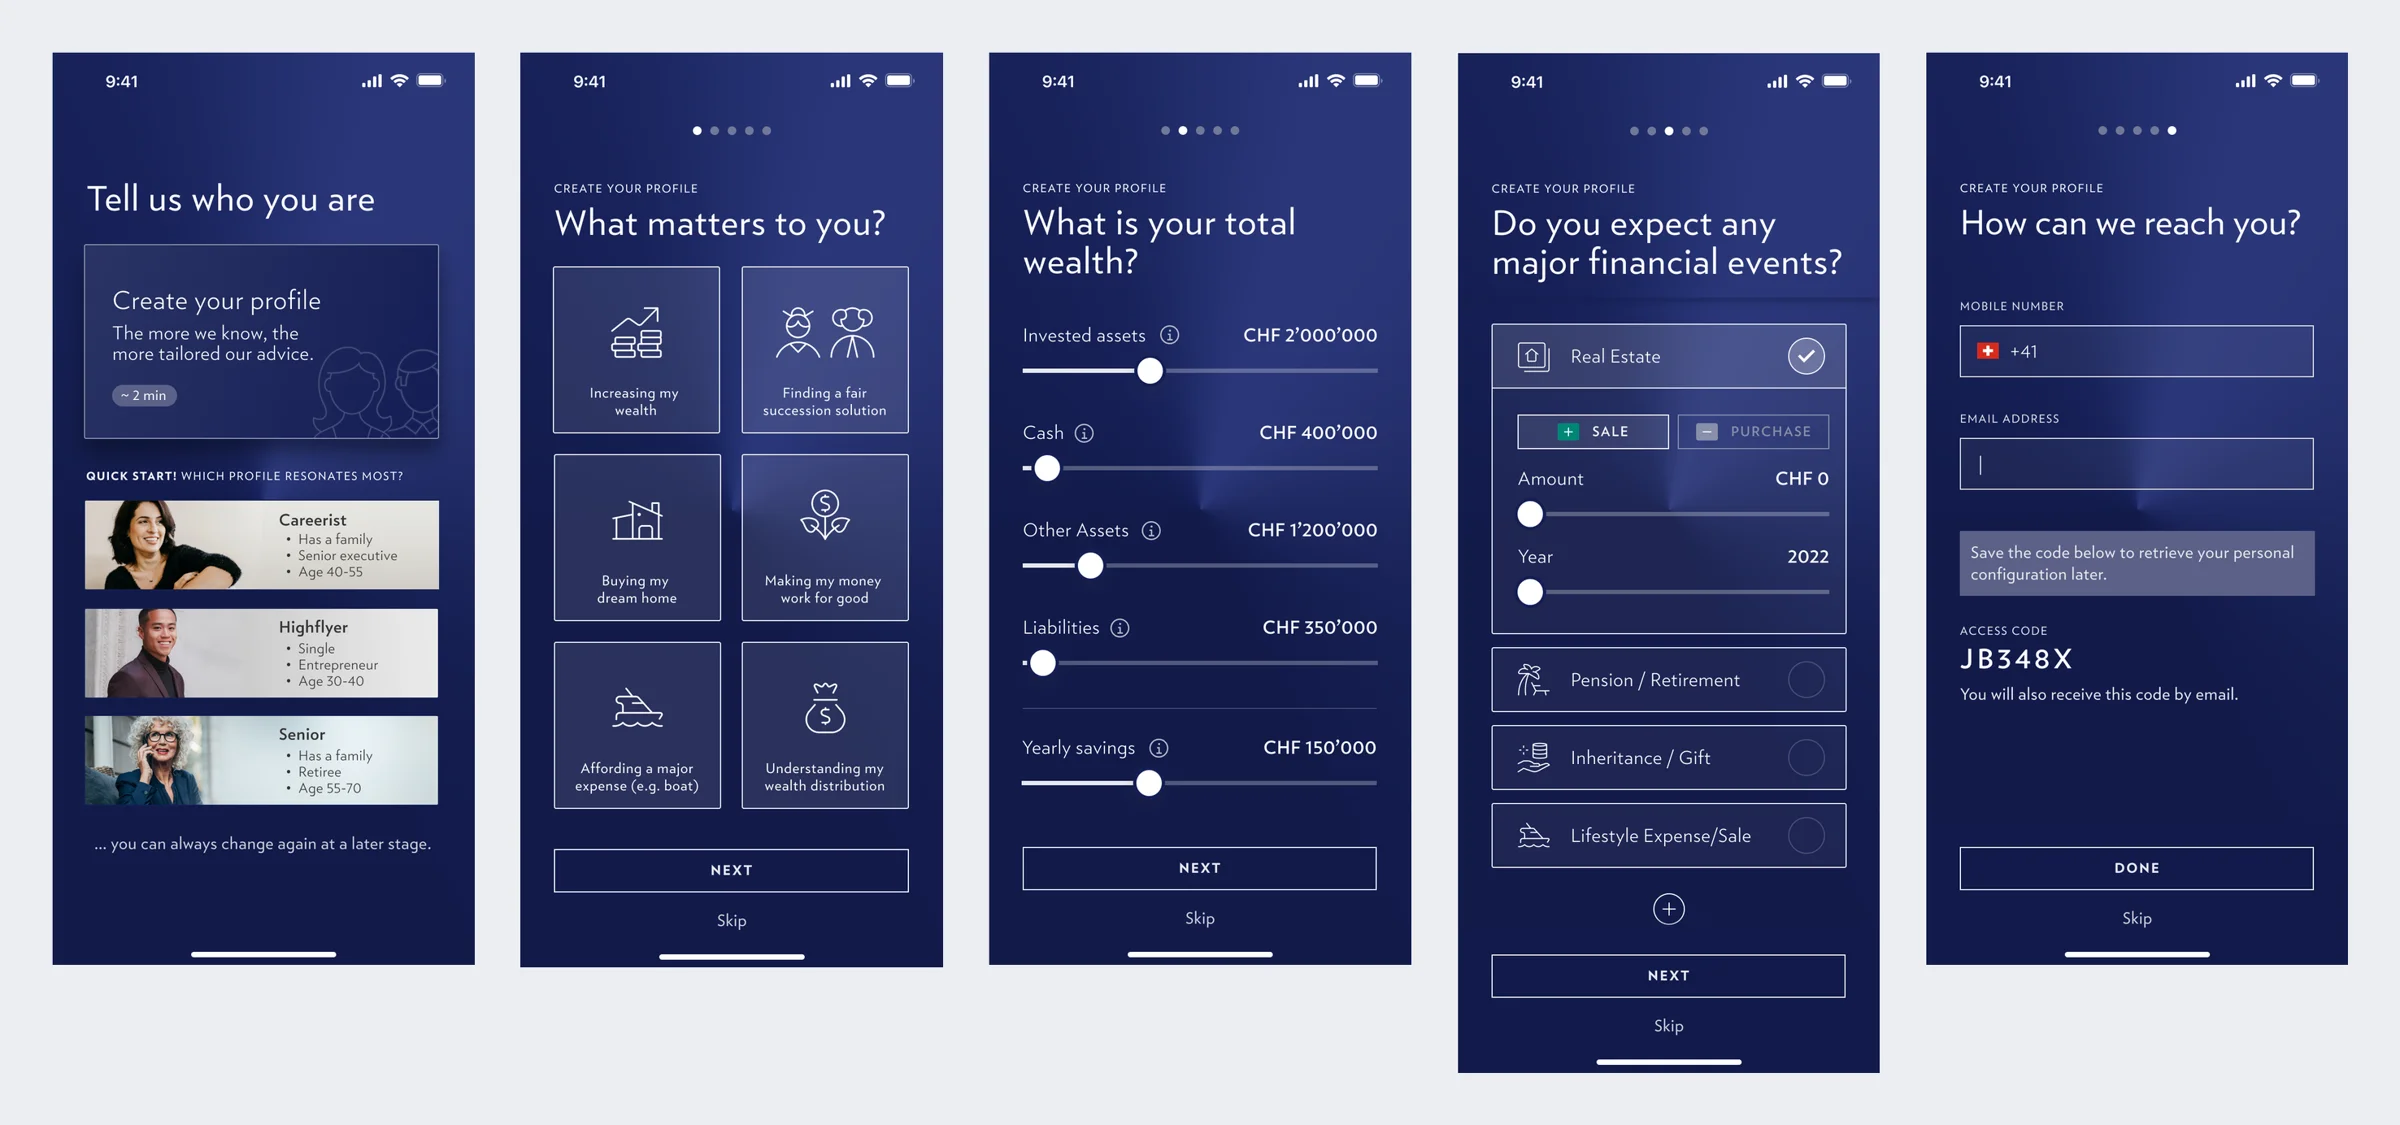 9:41
Tell us who you are
Create your profile
The more we know, the
more tailored our advice.
~ 2 min
QUICK START! WHICH PROFILE RESONATES MOST?
Careerist
• Has a family
• Senior executive
• Age 40-55
Highflyer
• Single
• Entrepreneur
• Age 30-40
Senior
• Has a family
• Retiree
• Age 55-70
... you can always change again at a later stage.
9:41
CREATE YOUR PROFILE
What matters to you?
Increasing my
wealth
Finding a fair
succession solution
Buying my
dream home
$
Making my money
work for good
Affording a major
expense (e.g. boat)
$
Understanding my
wealth distribution
NEXT
Skip
9:41
CREATE YOUR PROFILE
What is your total
wealth?
Invested assets i CHF 2’000’000
Cash i CHF 400’000
Other Assets i CHF 1’200’000
Liabilities i CHF 350’000
Yearly savings i CHF 150’000
NEXT
Skip
9:41
CREATE YOUR PROFILE
Do you expect any
major financial events?
Real Estate
+ SALE − PURCHASE
Amount CHF 0
Year 2022
Pension / Retirement
Inheritance / Gift
Lifestyle Expense/Sale
+
NEXT
Skip
9:41
CREATE YOUR PROFILE
How can we reach you?
MOBILE NUMBER
+41
EMAIL ADDRESS
Save the code below to retrieve your personal
configuration later.
ACCESS CODE
JB348X
You will also receive this code by email.
DONE
Skip